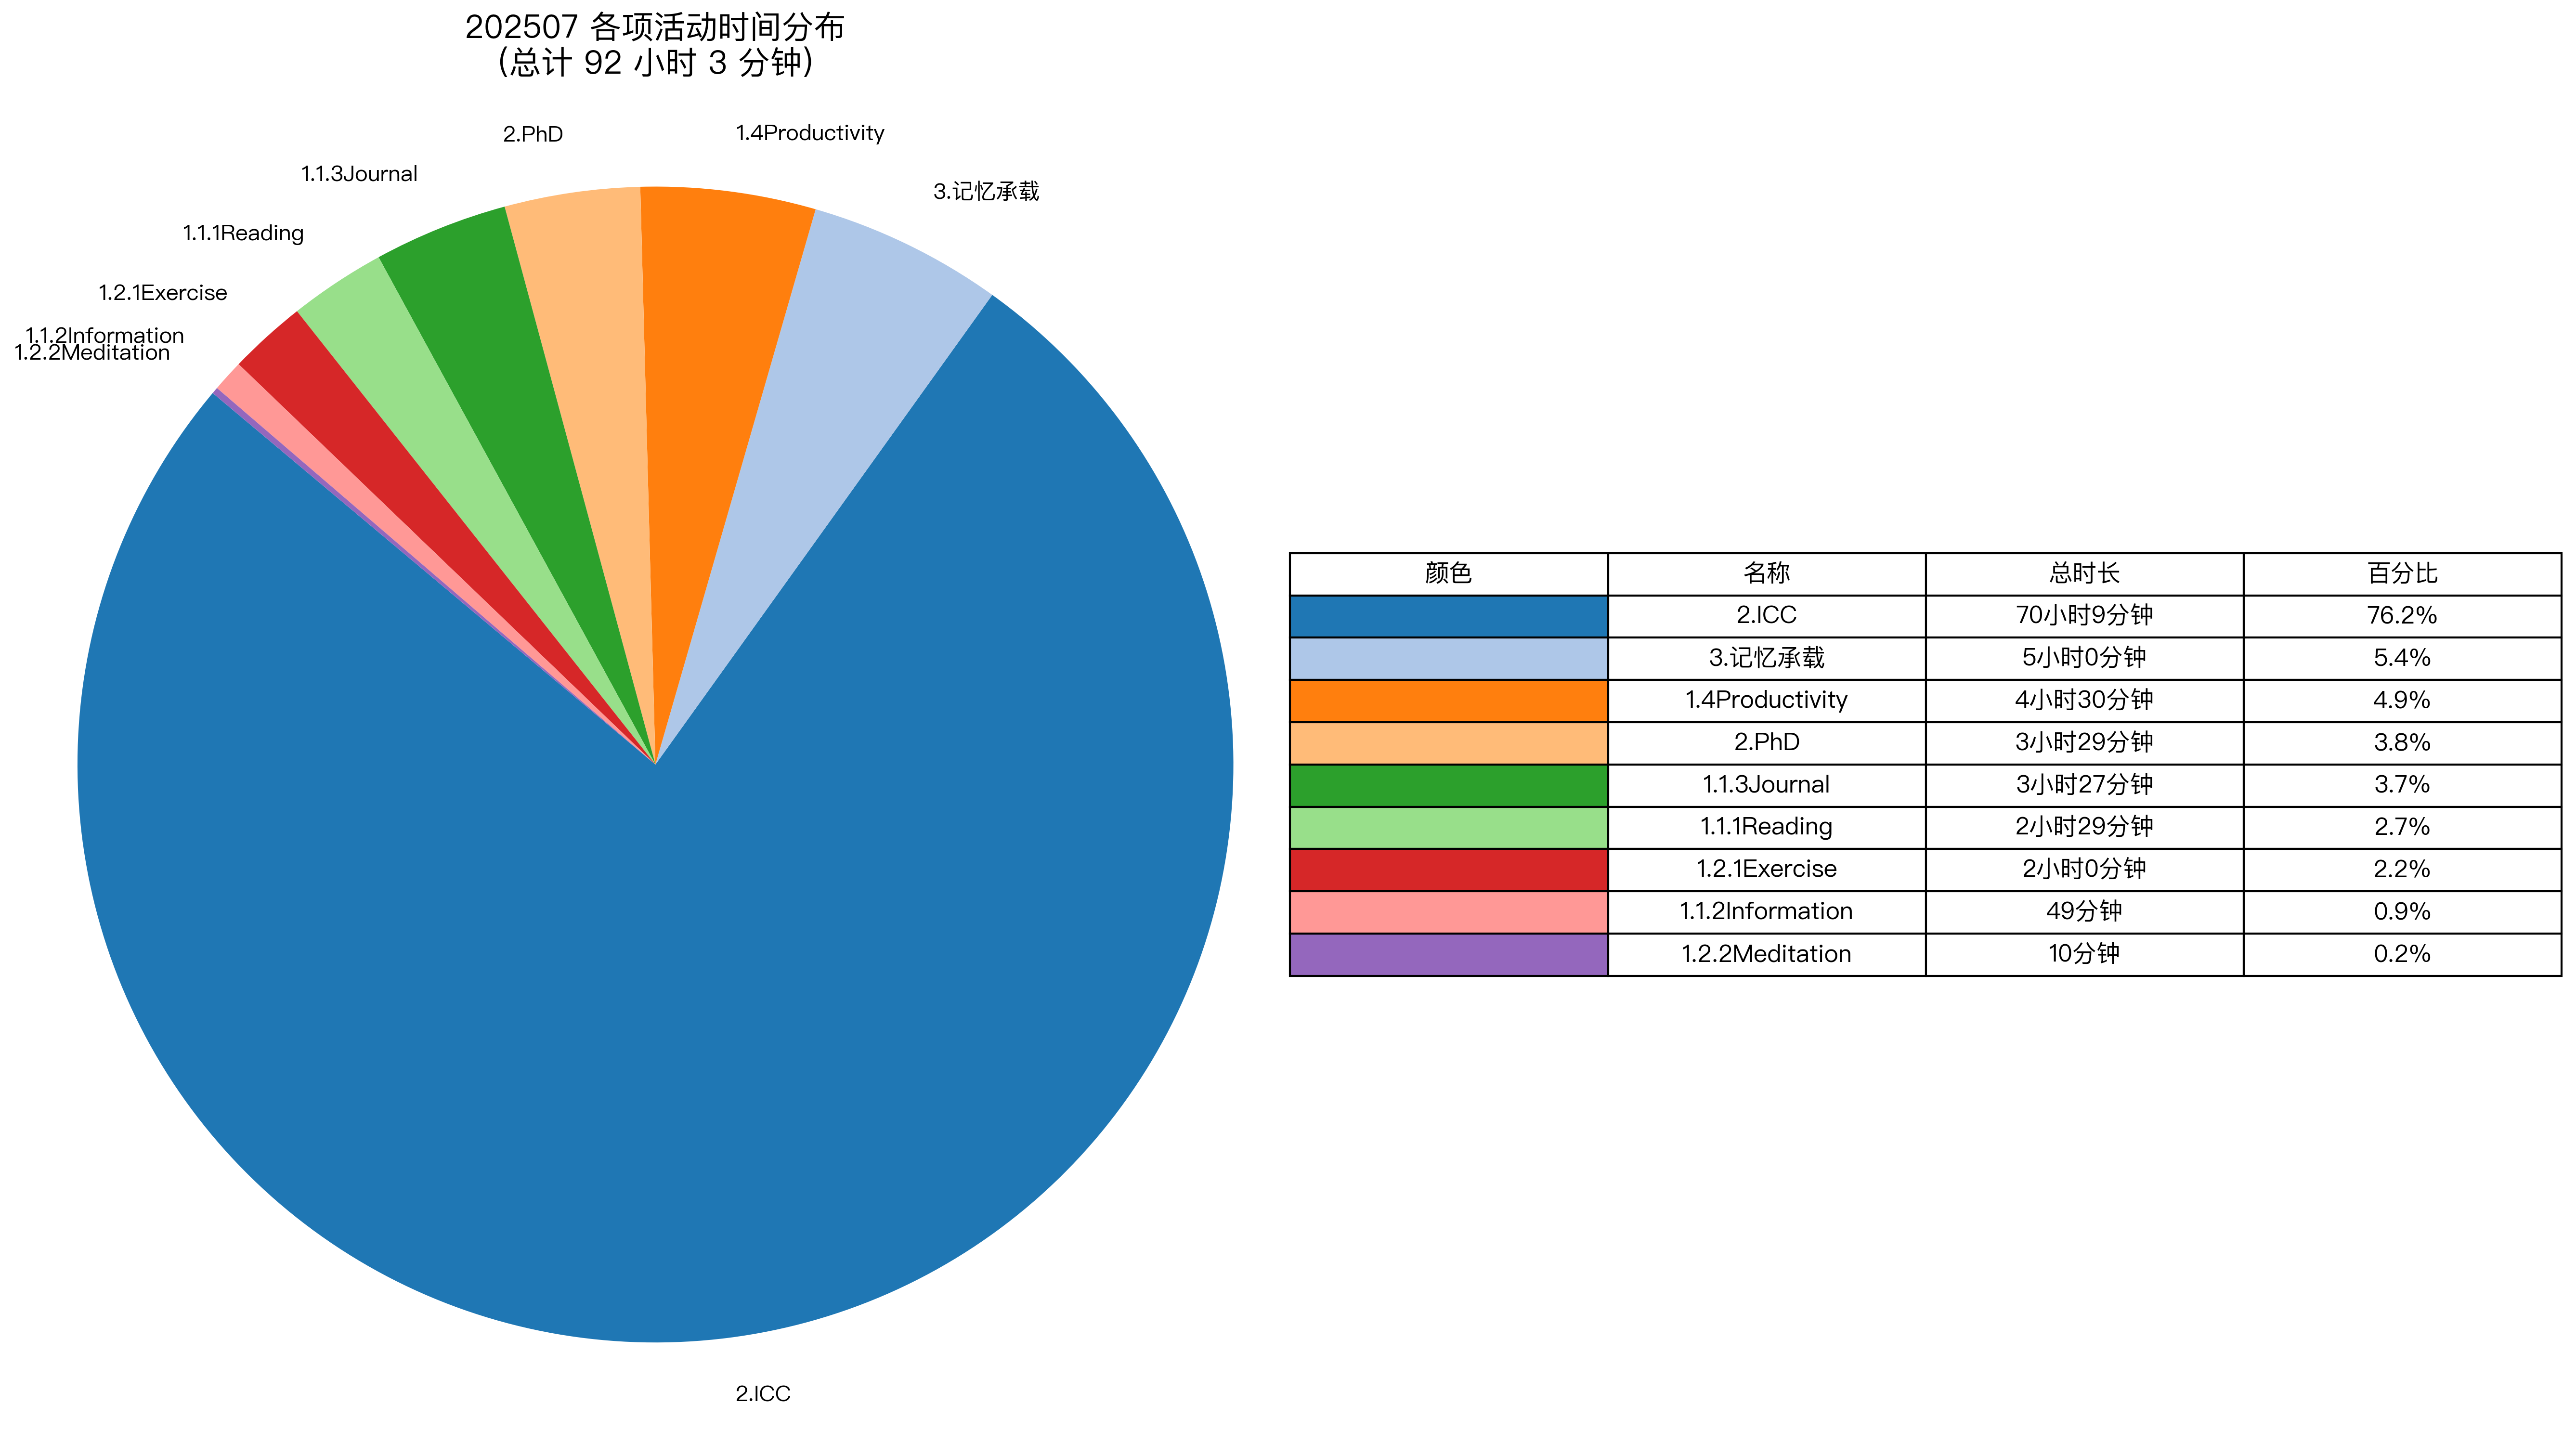 202507 各项活动时间分布
(总计 92 小时 3 分钟)
2.PhD
1.4Productivity
1.1.3Journal
3.记忆承载
1.1.1Reading
1.2.1Exercise
1.1.2Information
1.2.2Meditation
2.ICC
颜色 名称 总时长 百分比
2.ICC 70小时9分钟 76.2%
3.记忆承载 5小时0分钟 5.4%
1.4Productivity 4小时30分钟 4.9%
2.PhD 3小时29分钟 3.8%
1.1.3Journal 3小时27分钟 3.7%
1.1.1Reading 2小时29分钟 2.7%
1.2.1Exercise 2小时0分钟 2.2%
1.1.2Information 49分钟 0.9%
1.2.2Meditation 10分钟 0.2%